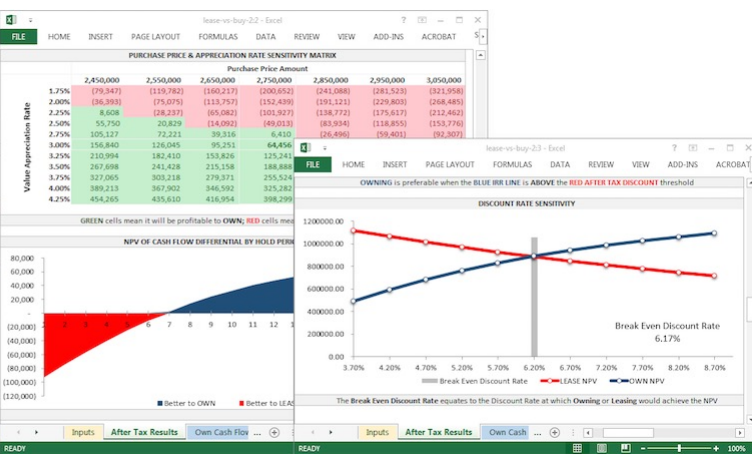 lease-vs-buy-2:2 - Excel
FILE HOME INSERT PAGE LAYOUT FORMULAS DATA REVIEW VIEW ADD-INS ACROBAT S
PURCHASE PRICE & APPRECIATION RATE SENSITIVITY MATRIX
Purchase Price Amount
2,450,000 2,550,000 2,650,000 2,750,000 2,850,000 2,950,000 3,050,000
Value Appreciation Rate
1.75% (79,347) (119,782) (160,217) (200,652) (241,088) (281,523) (321,958)
2.00% (36,393) (75,075) (113,757) (152,439) (191,121) (229,803) (268,485)
2.25% 8,608 (28,237) (65,082) (101,927) (138,772) (175,617) (212,462)
2.50% 55,750 20,829 (14,092) (49,013) (83,934) (118,855) (153,776)
2.75% 105,127 72,221 39,316 6,410 (26,496) (59,401) (92,307)
3.00% 156,840 126,045 95,251 64,456
3.25% 210,994 182,410 153,826 125,241
3.50% 267,698 241,428 215,158 188,888
3.75% 327,065 303,218 279,371 255,524
4.00% 389,213 367,902 346,592 325,282
4.25% 454,265 435,610 416,954 398,299
GREEN cells mean it will be profitable to OWN; RED cells mea
NPV OF CASH FLOW DIFFERENTIAL BY HOLD PERI
80,000
60,000
40,000
20,000
-
(20,000)
(40,000)
(60,000)
(80,000)
(100,000)
(120,000)
1 2 3 4 5 6 7 8 9 10 11 12 1
Better to OWN Better to LEAS
Inputs After Tax Results Own Cash Flov ...
READY
lease-vs-buy-2:3 - Excel
FILE HOME INSERT PAGE LAYOUT FORMULAS DATA REVIEW VIEW ADD-INS ACROBAT
OWNING is preferable when the BLUE IRR LINE is ABOVE the RED AFTER TAX DISCOUNT threshold
DISCOUNT RATE SENSITIVITY
1200000.00
1000000.00
800000.00
600000.00
400000.00
200000.00
0.00
Break Even Discount Rate
6.17%
3.70% 4.20% 4.70% 5.20% 5.70% 6.20% 6.70% 7.20% 7.70% 8.20% 8.70%
Break Even Discount Rate LEASE NPV OWN NPV
The Break Even Discount Rate equates to the Discount Rate at which Owning or Leasing would achieve the NPV
Inputs After Tax Results Own Cash ...
READY 100%